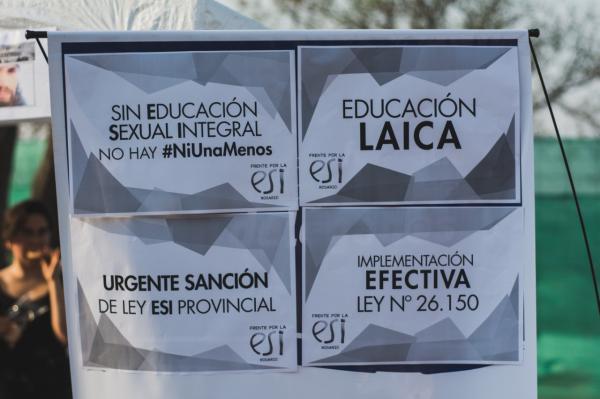 SIN EDUCACIÓN
SEXUAL INTEGRAL
NO HAY #NiUnaMenos
FRENTE POR LA
esi
ROSARIO
EDUCACIÓN
LAICA
FRENTE POR LA
esi
ROSARIO
URGENTE SANCIÓN
DE LEY ESI PROVINCIAL
FRENTE POR LA
esi
ROSARIO
IMPLEMENTACIÓN
EFECTIVA
LEY Nº 26.150
FRENTE POR LA
esi
ROSARIO